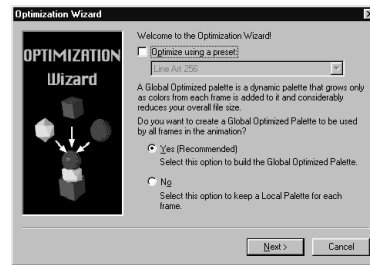 Optimization Wizard
OPTIMIZATION
Wizard
Welcome to the Optimization Wizard!
Optimize using a preset:
Line Art 256
A Global Optimized palette is a dynamic palette that grows only
as colors from each frame is added to it and considerably
reduces your overall file size.
Do you want to create a Global Optimized Palette to be used
by all frames in the animation?
Yes (Recommended)
Select this option to build the Global Optimized Palette.
No
Select this option to keep a Local Palette for each
frame.
Next >
Cancel